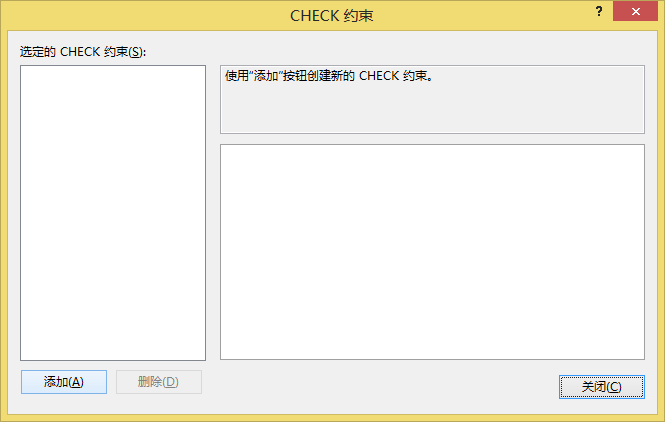 CHECK 约束
选定的 CHECK 约束(S):
使用“添加”按钮创建新的 CHECK 约束。
添加(A)
删除(D)
关闭(C)